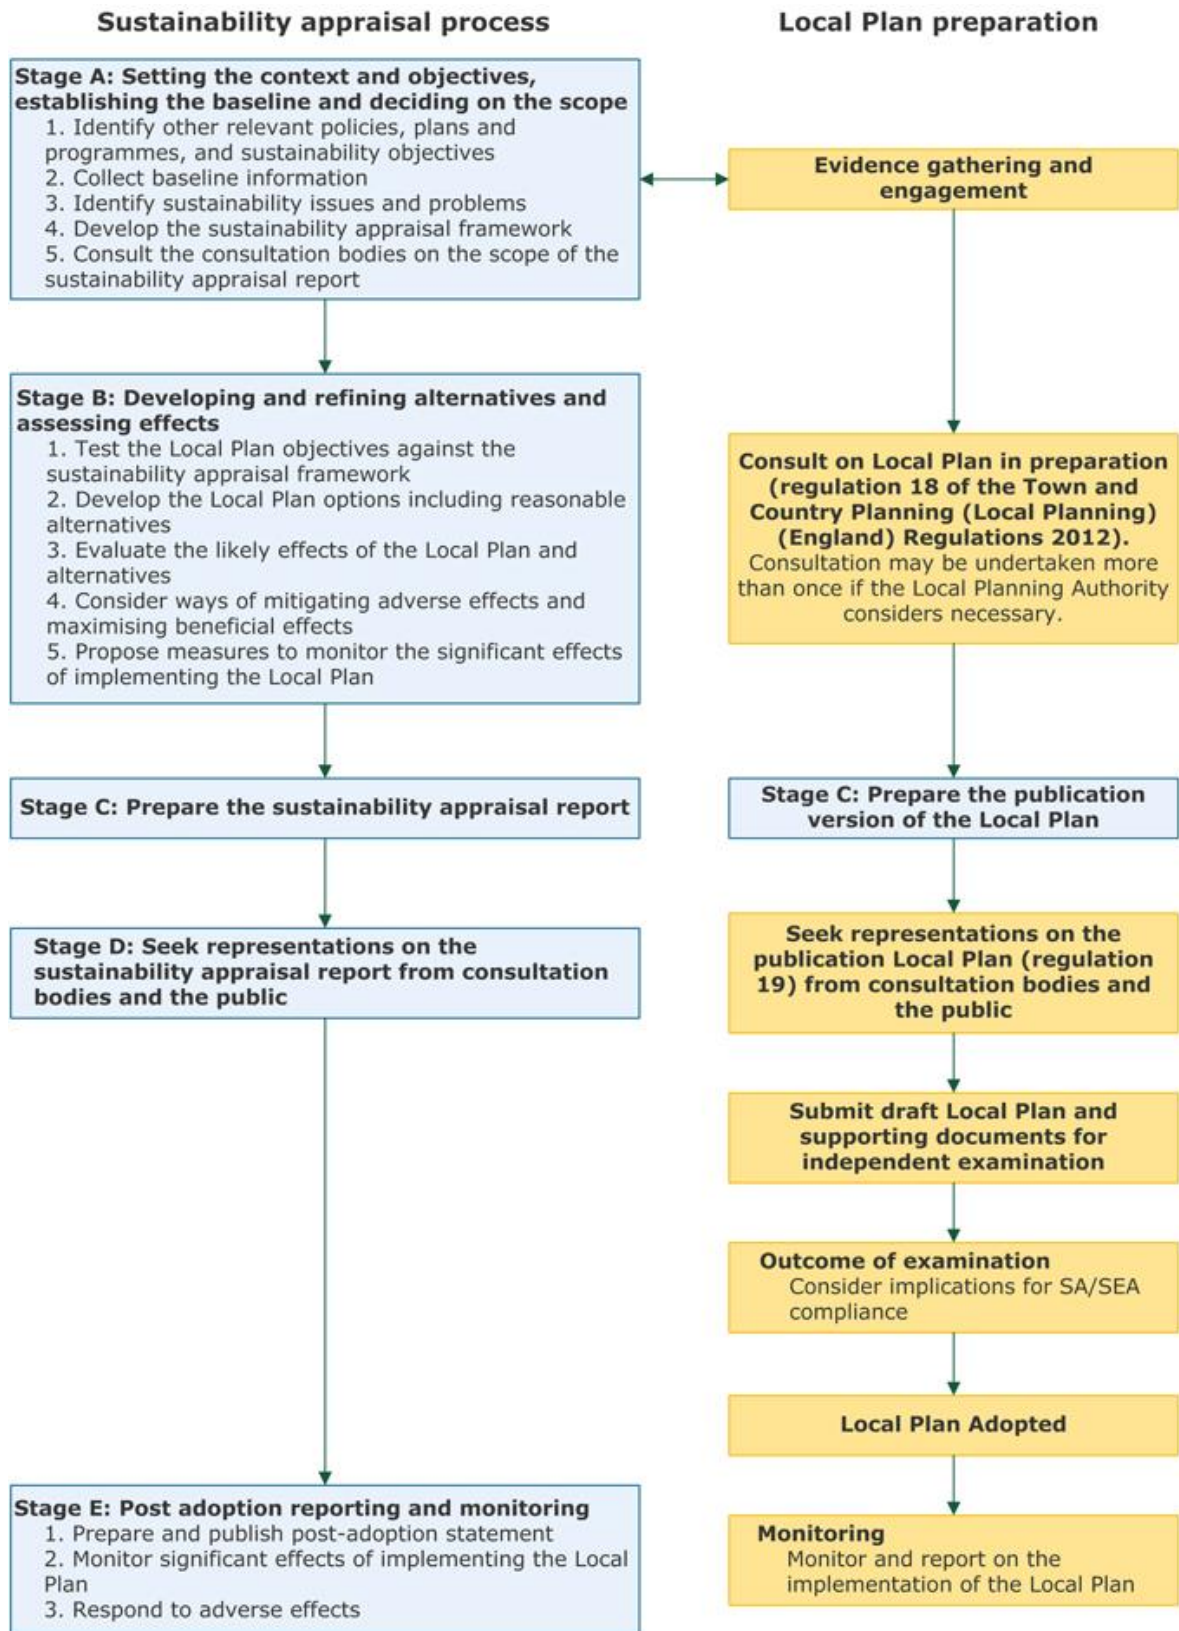 Sustainability appraisal process
Local Plan preparation
Stage A: Setting the context and objectives,
establishing the baseline and deciding on the scope
1. Identify other relevant policies, plans and
programmes, and sustainability objectives
2. Collect baseline information
3. Identify sustainability issues and problems
4. Develop the sustainability appraisal framework
5. Consult the consultation bodies on the scope of the
sustainability appraisal report
Evidence gathering and
engagement
Stage B: Developing and refining alternatives and
assessing effects
1. Test the Local Plan objectives against the
sustainability appraisal framework
2. Develop the Local Plan options including reasonable
alternatives
3. Evaluate the likely effects of the Local Plan and
alternatives
4. Consider ways of mitigating adverse effects and
maximising beneficial effects
5. Propose measures to monitor the significant effects
of implementing the Local Plan
Consult on Local Plan in preparation
(regulation 18 of the Town and
Country Planning (Local Planning)
(England) Regulations 2012).
Consultation may be undertaken more
than once if the Local Planning Authority
considers necessary.
Stage C: Prepare the sustainability appraisal report
Stage C: Prepare the publication
version of the Local Plan
Stage D: Seek representations on the
sustainability appraisal report from consultation
bodies and the public
Seek representations on the
publication Local Plan (regulation
19) from consultation bodies and
the public
Submit draft Local Plan and
supporting documents for
independent examination
Outcome of examination
Consider implications for SA/SEA
compliance
Local Plan Adopted
Stage E: Post adoption reporting and monitoring
1. Prepare and publish post-adoption statement
2. Monitor significant effects of implementing the Local
Plan
3. Respond to adverse effects
Monitoring
Monitor and report on the
implementation of the Local Plan